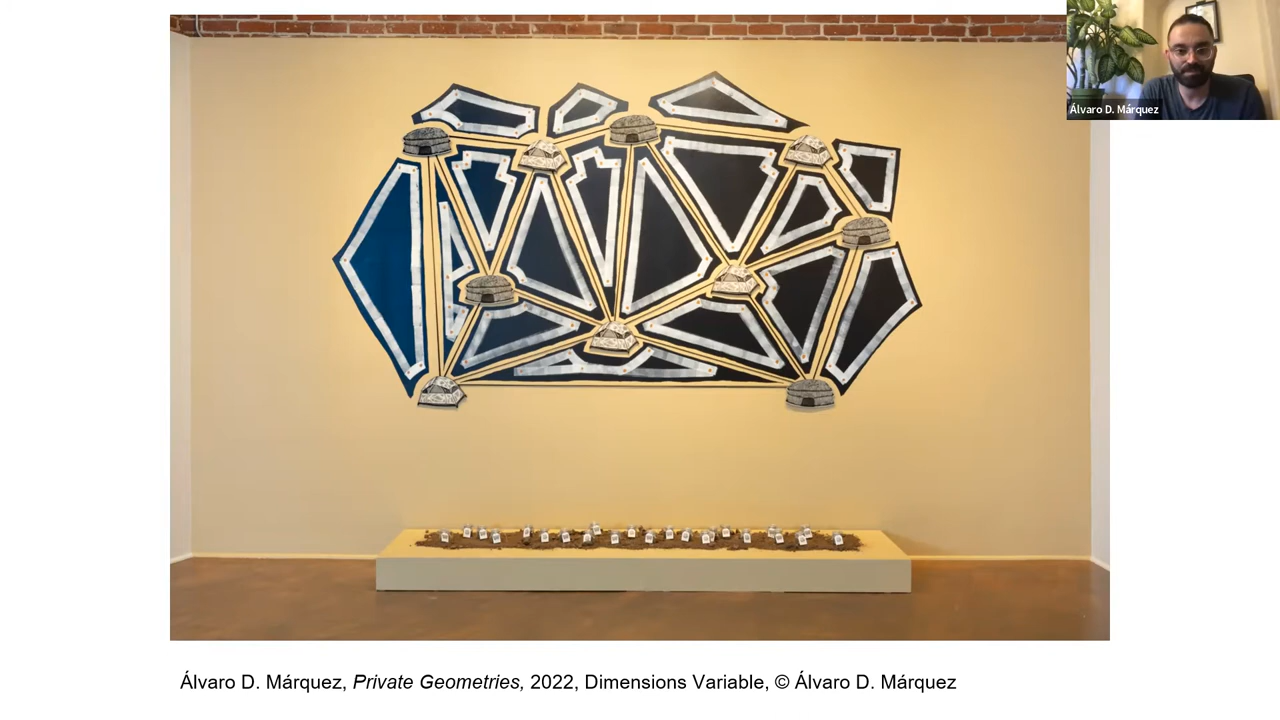 Álvaro D. Márquez
Álvaro D. Márquez, Private Geometries, 2022, Dimensions Variable, © Álvaro D. Márquez